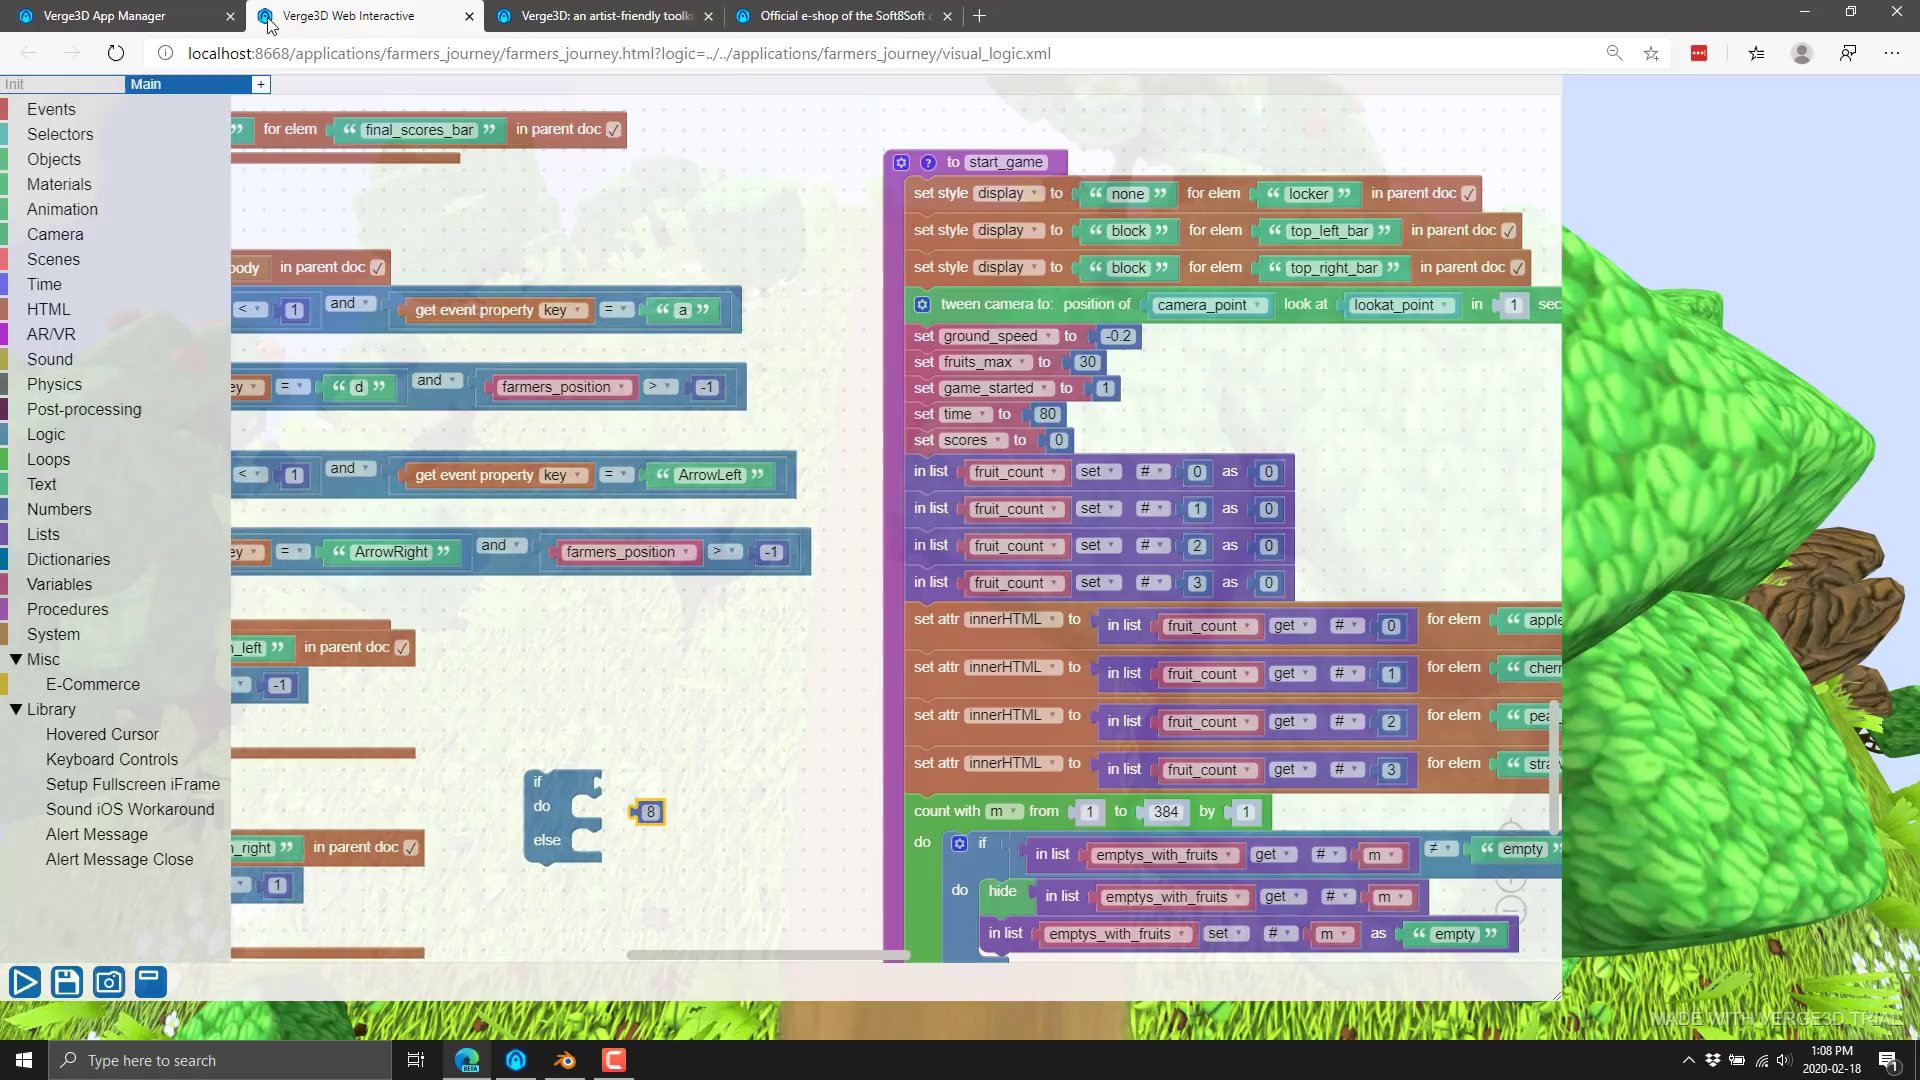 Verge3D App Manager
Verge3D Web Interactive
Verge3D: an artist-friendly toolki
Official e-shop of the Soft8Soft c
localhost:8668/applications/farmers_journey/farmers_journey.html?logic=../../applications/farmers_journey/visual_logic.xml
Init
Main
+
Events
Selectors
Objects
Materials
Animation
Camera
Scenes
Time
HTML
AR/VR
Sound
Physics
Post-processing
Logic
Loops
Text
Numbers
Lists
Dictionaries
Variables
Procedures
System
Misc
E-Commerce
Library
Hovered Cursor
Keyboard Controls
Setup Fullscreen iFrame
Sound iOS Workaround
Alert Message
Alert Message Close
” for elem “ final_scores_bar ” in parent doc
body in parent doc
< 1 and get event property key = “ a ”
ey = “ d ” and farmers_position > -1
< 1 and get event property key = “ ArrowLeft ”
ey = “ ArrowRight ” and farmers_position > -1
n_left ” in parent doc
-1
n_right ” in parent doc
1
if
do
else
8
? to start_game
set style display to “ none ” for elem “ locker ” in parent doc
set style display to “ block ” for elem “ top_left_bar ” in parent doc
set style display to “ block ” for elem “ top_right_bar ” in parent doc
tween camera to: position of camera_point look at lookat_point in 1 sec
set ground_speed to -0.2
set fruits_max to 30
set game_started to 1
set time to 80
set scores to 0
in list fruit_count set # 0 as 0
in list fruit_count set # 1 as 0
in list fruit_count set # 2 as 0
in list fruit_count set # 3 as 0
set attr innerHTML to in list fruit_count get # 0 for elem “ apple
set attr innerHTML to in list fruit_count get # 1 for elem “ cherr
set attr innerHTML to in list fruit_count get # 2 for elem “ pea
set attr innerHTML to in list fruit_count get # 3 for elem “ stra
count with m from 1 to 384 by 1
do if in list emptys_with_fruits get # m ≠ “ empty ”
do hide in list emptys_with_fruits get # m
in list emptys_with_fruits set # m as “ empty ”
MADE WITH VERGE3D TRIAL
Type here to search
BETA
1:08 PM
2020-02-18
1